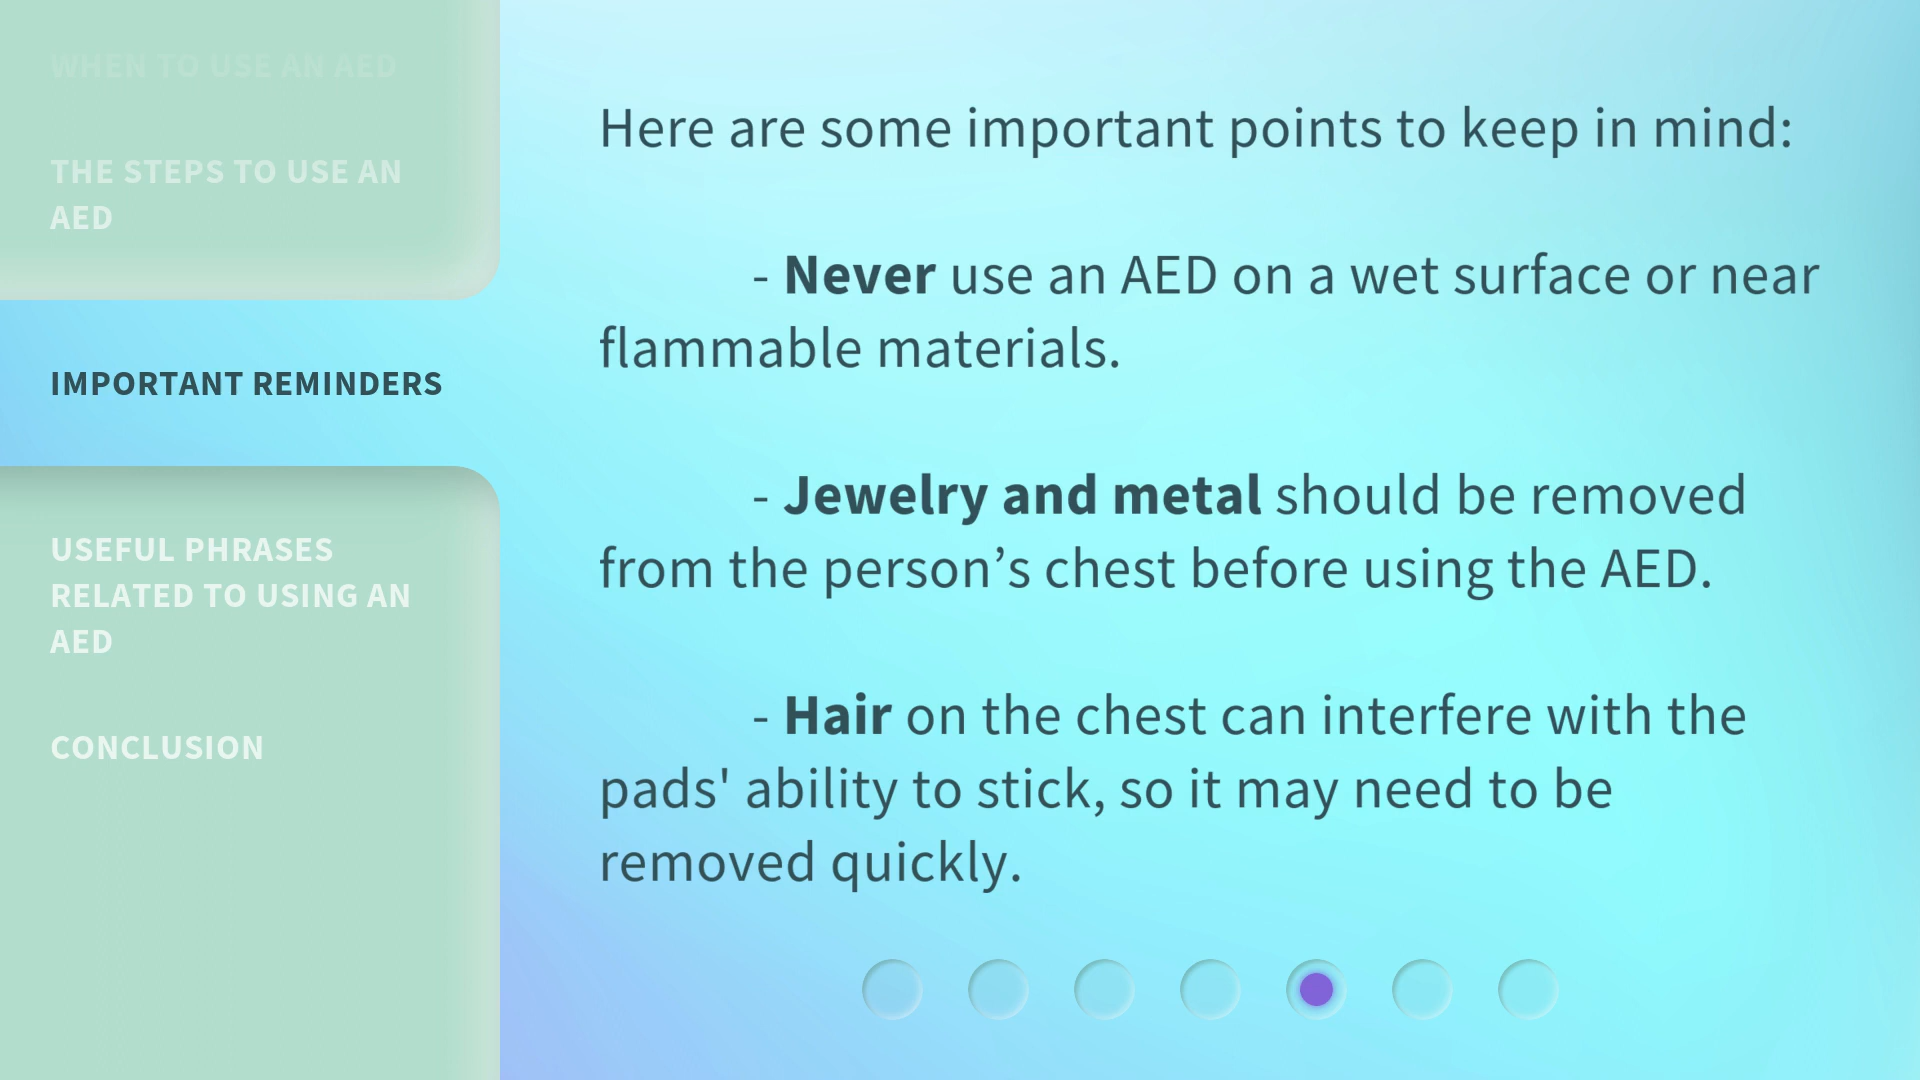 WHEN TO USE AN AED
THE STEPS TO USE AN
AED
IMPORTANT REMINDERS
USEFUL PHRASES
RELATED TO USING AN
AED
CONCLUSION
Here are some important points to keep in mind:
- Never use an AED on a wet surface or near
flammable materials.
- Jewelry and metal should be removed
from the person’s chest before using the AED.
- Hair on the chest can interfere with the
pads' ability to stick, so it may need to be
removed quickly.